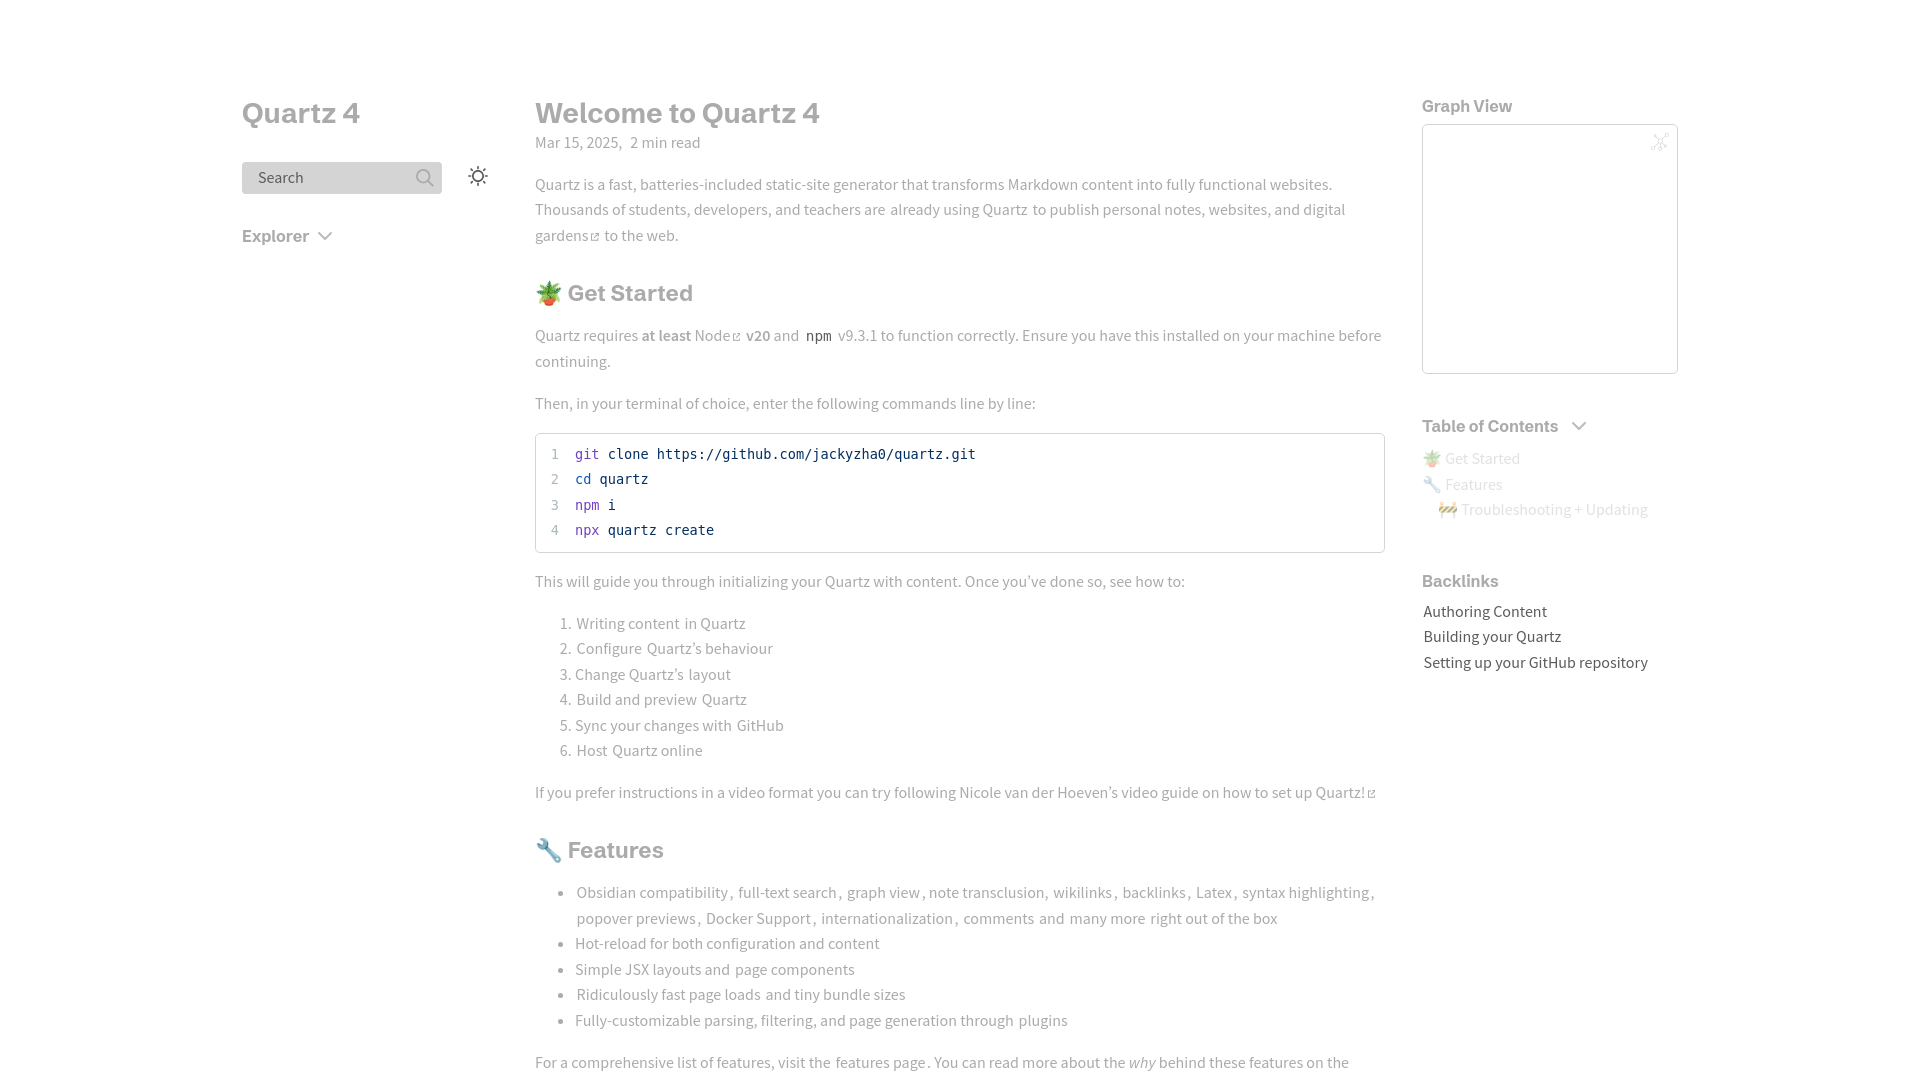 Quartz 4
Search
Explorer
Welcome to Quartz 4
Mar 15, 2025, 2 min read
Quartz is a fast, batteries-included static-site generator that transforms Markdown content into fully functional websites.
Thousands of students, developers, and teachers are already using Quartz to publish personal notes, websites, and digital
gardens to the web.
🪴 Get Started
Quartz requires at least Node v20 and npm v9.3.1 to function correctly. Ensure you have this installed on your machine before
continuing.
Then, in your terminal of choice, enter the following commands line by line:
1 git clone https://github.com/jackyzha0/quartz.git
2 cd quartz
3 npm i
4 npx quartz create
This will guide you through initializing your Quartz with content. Once you’ve done so, see how to:
1. Writing content in Quartz
2. Configure Quartz’s behaviour
3. Change Quartz’s layout
4. Build and preview Quartz
5. Sync your changes with GitHub
6. Host Quartz online
If you prefer instructions in a video format you can try following Nicole van der Hoeven’s video guide on how to set up Quartz!
🔧 Features
• Obsidian compatibility, full-text search, graph view, note transclusion, wikilinks, backlinks, Latex, syntax highlighting,
popover previews, Docker Support, internationalization, comments and many more right out of the box
• Hot-reload for both configuration and content
• Simple JSX layouts and page components
• Ridiculously fast page loads and tiny bundle sizes
• Fully-customizable parsing, filtering, and page generation through plugins
For a comprehensive list of features, visit the features page. You can read more about the why behind these features on the
Graph View
Table of Contents
🪴 Get Started
🔧 Features
🚧 Troubleshooting + Updating
Backlinks
Authoring Content
Building your Quartz
Setting up your GitHub repository